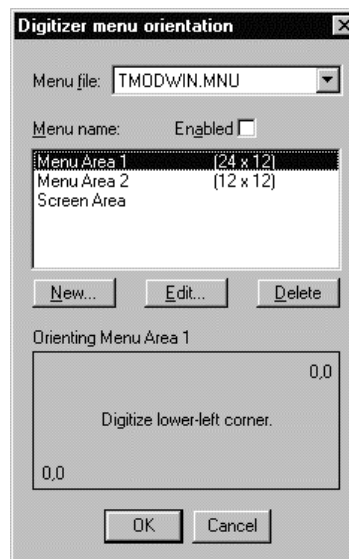 Digitizer menu orientation
Menu file: TMODWIN.MNU
Menu name: Enabled
Menu Area 1 (24 x 12)
Menu Area 2 (12 x 12)
Screen Area
New... Edit... Delete
Orienting Menu Area 1
0,0
Digitize lower-left corner.
0,0
OK Cancel